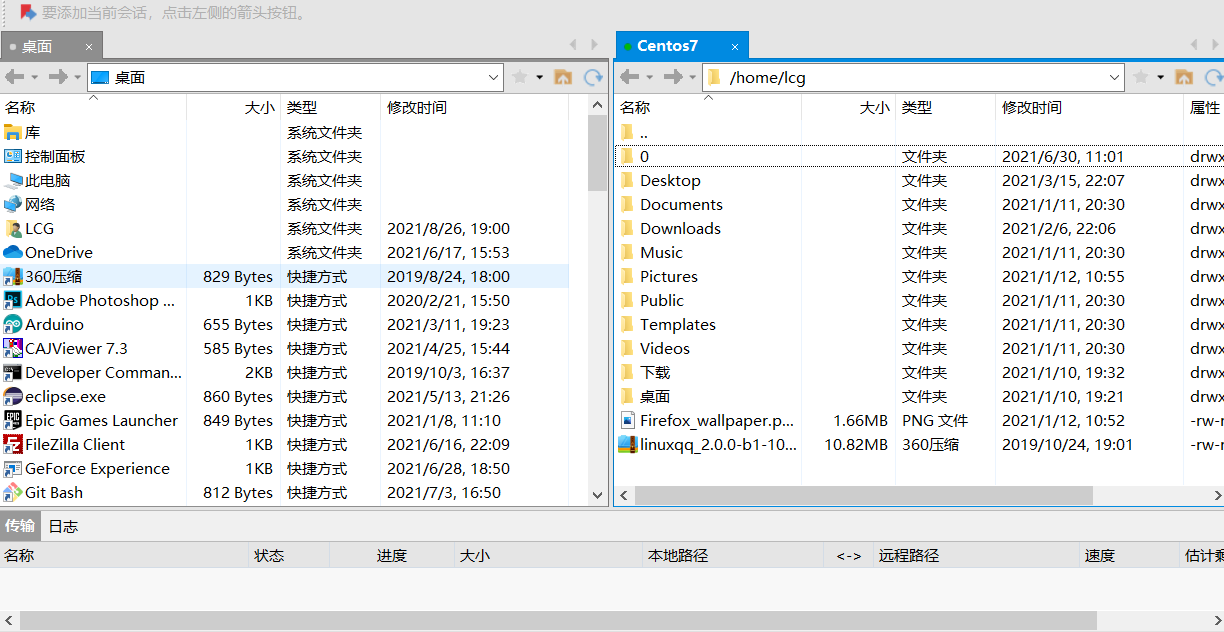 要添加当前会话，点击左侧的箭头按钮。
桌面 ×
桌面
名称 大小 类型 修改时间
库 系统文件夹
控制面板 系统文件夹
此电脑 系统文件夹
网络 系统文件夹
LCG 系统文件夹 2021/8/26, 19:00
OneDrive 系统文件夹 2021/6/17, 15:53
360压缩 829 Bytes 快捷方式 2019/8/24, 18:00
Adobe Photoshop ... 1KB 快捷方式 2020/2/21, 15:50
Arduino 655 Bytes 快捷方式 2021/3/11, 19:23
CAJViewer 7.3 585 Bytes 快捷方式 2021/4/25, 15:44
Developer Comman... 2KB 快捷方式 2019/10/3, 16:37
eclipse.exe 860 Bytes 快捷方式 2021/5/13, 21:26
Epic Games Launcher 849 Bytes 快捷方式 2021/1/8, 11:10
FileZilla Client 1KB 快捷方式 2021/6/16, 22:09
GeForce Experience 1KB 快捷方式 2021/6/28, 18:50
Git Bash 812 Bytes 快捷方式 2021/7/3, 16:50
Centos7 ×
/home/lcg
名称 大小 类型 修改时间 属性
..
0 文件夹 2021/6/30, 11:01 drwx
Desktop 文件夹 2021/3/15, 22:07 drwx
Documents 文件夹 2021/1/11, 20:30 drwx
Downloads 文件夹 2021/2/6, 22:06 drwx
Music 文件夹 2021/1/11, 20:30 drwx
Pictures 文件夹 2021/1/12, 10:55 drwx
Public 文件夹 2021/1/11, 20:30 drwx
Templates 文件夹 2021/1/11, 20:30 drwx
Videos 文件夹 2021/1/11, 20:30 drwx
下载 文件夹 2021/1/10, 19:32 drwx
桌面 文件夹 2021/1/10, 19:21 drwx
Firefox_wallpaper.p... 1.66MB PNG 文件 2021/1/12, 10:52 -rw-r
linuxqq_2.0.0-b1-10... 10.82MB 360压缩 2019/10/24, 19:01 -rw-r
传输 日志
名称 状态 进度 大小 本地路径 <-> 远程路径 速度 估计剩